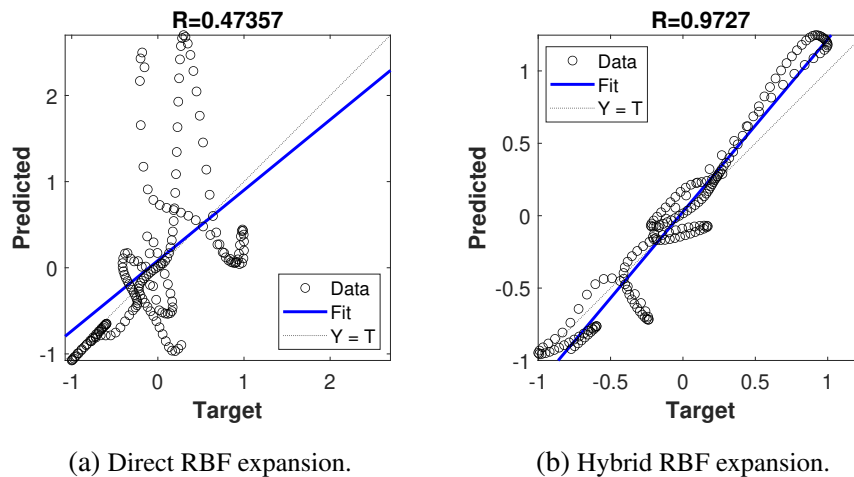 R=0.47357
Predicted
2
1
0
-1
-1
0
1
2
Target
Data
Fit
Y = T
(a) Direct RBF expansion.
R=0.9727
Predicted
1
0.5
0
-0.5
-1
-1
-0.5
0
0.5
1
Target
Data
Fit
Y = T
(b) Hybrid RBF expansion.